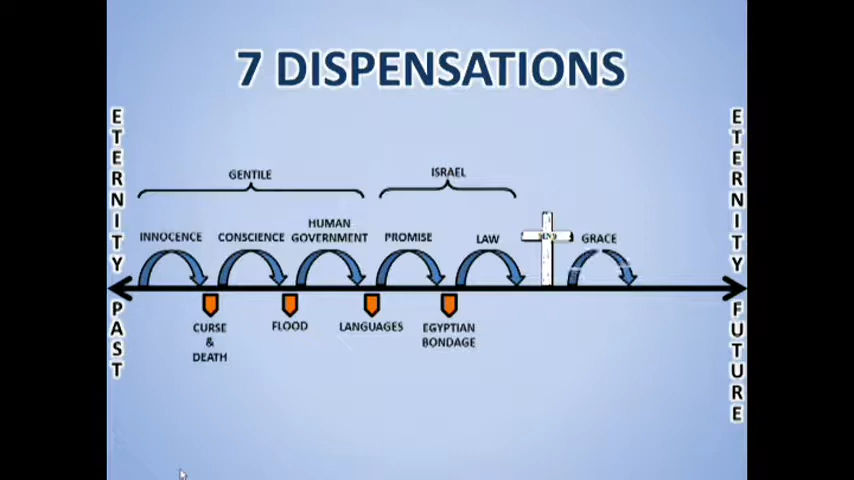 7 DISPENSATIONS
ETERNITY PAST
ETERNITY FUTURE
GENTILE
ISRAEL
INNOCENCE
CONSCIENCE
HUMAN
GOVERNMENT
PROMISE
LAW
GRACE
CURSE
&
DEATH
FLOOD
LANGUAGES
EGYPTIAN
BONDAGE